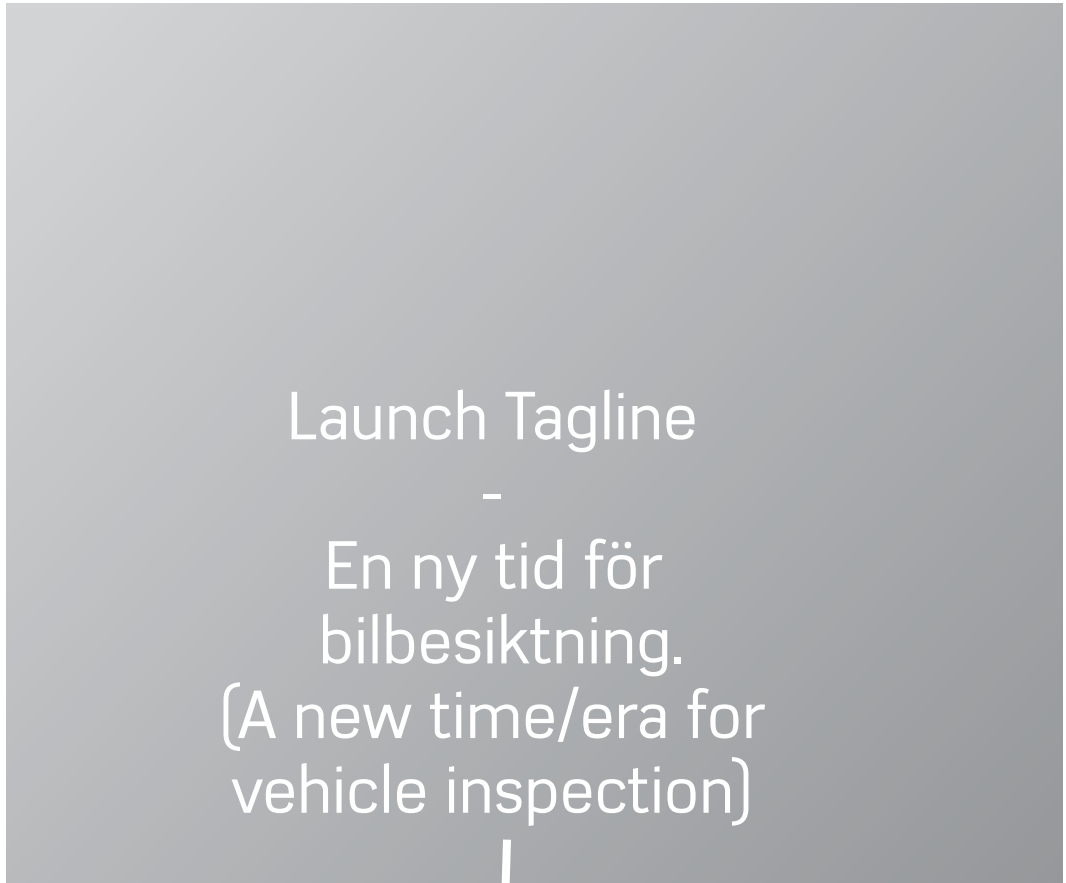 Launch Tagline
-
En ny tid för
bilbesiktning.
(A new time/era for
vehicle inspection)